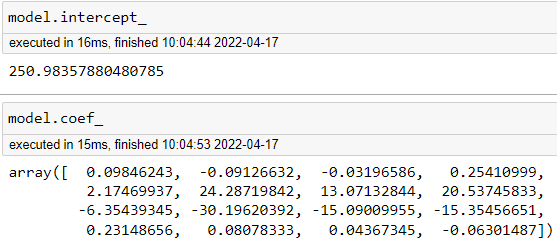 model.intercept_
executed in 16ms, finished 10:04:44 2022-04-17
250.98357880480785
model.coef_
executed in 15ms, finished 10:04:53 2022-04-17
array([  0.09846243,  -0.09126632,  -0.03196586,   0.25410999,
         2.17469937,  24.28719842,  13.07132844,  20.53745833,
        -6.35439345, -30.19620392, -15.09009955, -15.35456651,
         0.23148656,   0.08078333,   0.04367345,  -0.06301487])